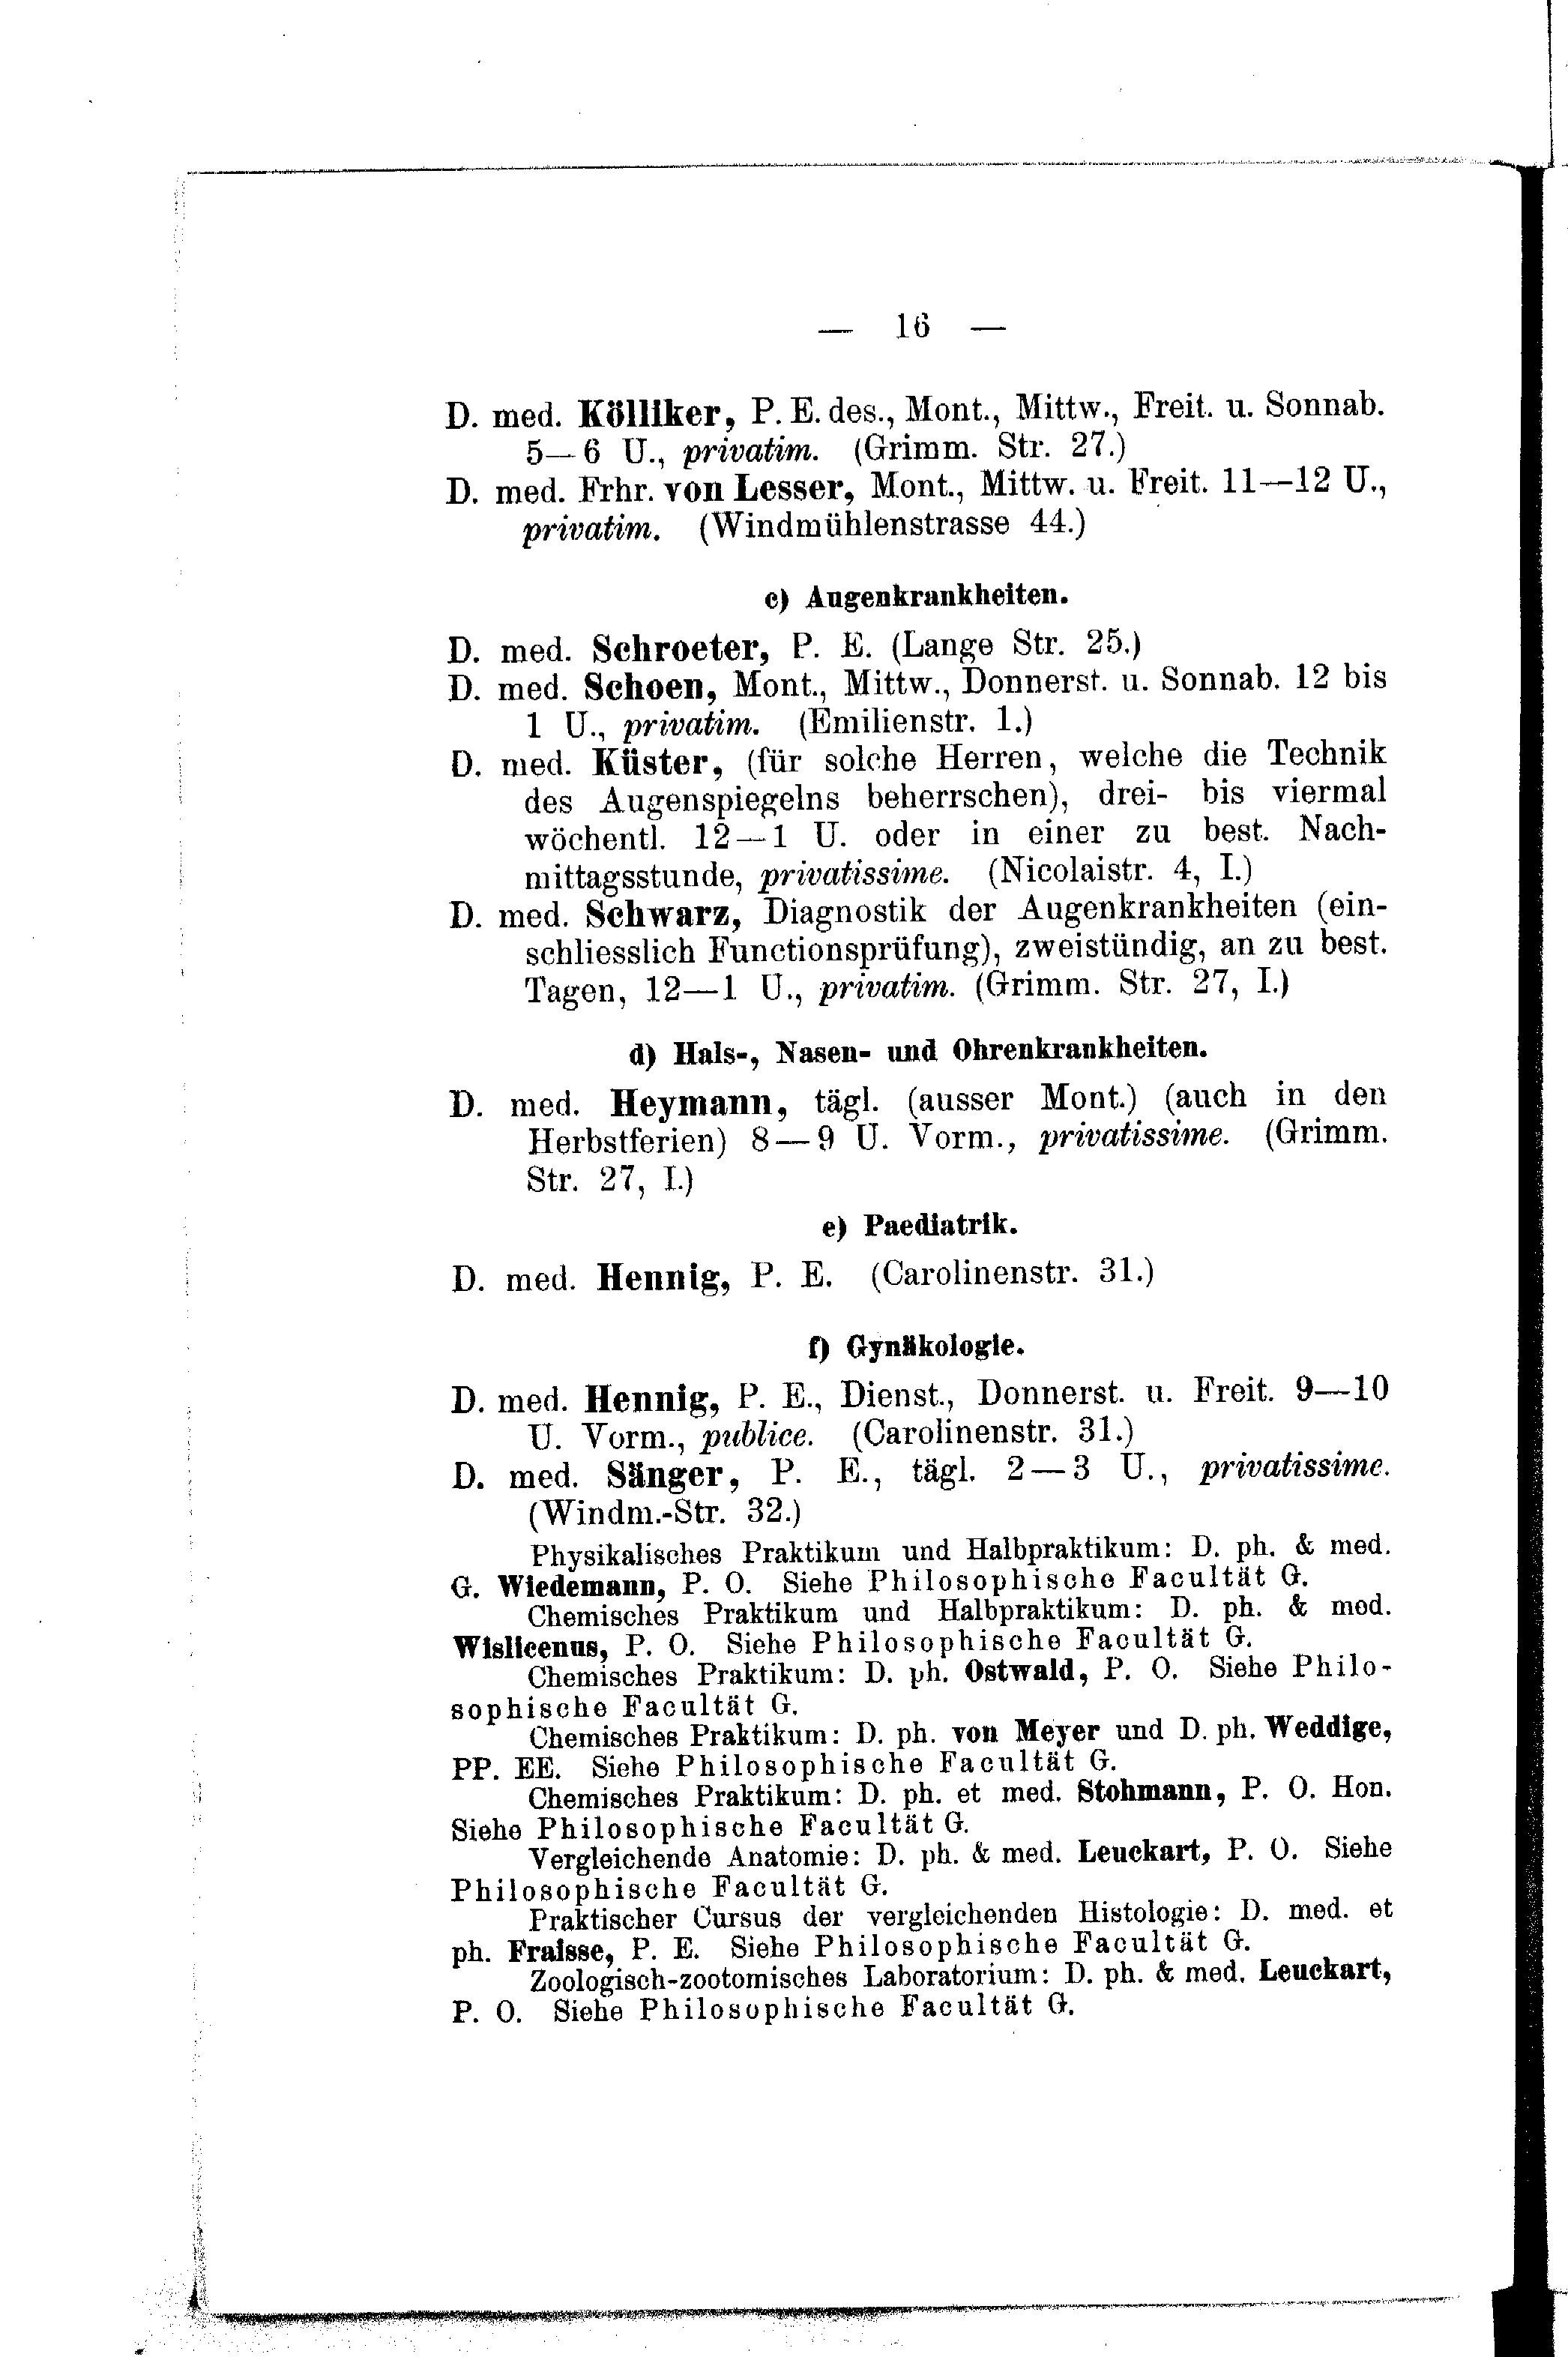 — 16 —
D. med. Kölliker, P. E. des., Mont., Mittw., Freit. u. Sonnab.
5—6 U., privatim. (Grimm. Str. 27.)
D. med. Frhr. von Lesser, Mont., Mittw. u. Freit. 11—12 U.,
privatim. (Windmühlenstrasse 44.)
c) Augenkrankheiten.
D. med. Schroeter, P. E. (Lange Str. 25.)
D. med. Schoen, Mont., Mittw., Donnerst. u. Sonnab. 12 bis
1 U., privatim. (Emilienstr. 1.)
D. med. Küster, (für solche Herren, welche die Technik
des Augenspiegelns beherrschen), drei- bis viermal
wöchentl. 12—1 U. oder in einer zu best. Nach-
mittagsstunde, privatissime. (Nicolaistr. 4, I.)
D. med. Schwarz, Diagnostik der Augenkrankheiten (ein-
schliesslich Functionsprüfung), zweistündig, an zu best.
Tagen, 12—1 U., privatim. (Grimm. Str. 27, I.)
d) Hals-, Nasen- und Ohrenkrankheiten.
D. med. Heymann, tägl. (ausser Mont.) (auch in den
Herbstferien) 8—9 U. Vorm., privatissime. (Grimm.
Str. 27, I.)
e) Paediatrik.
D. med. Hennig, P. E. (Carolinenstr. 31.)
f) Gynäkologie.
D. med. Hennig, P. E., Dienst., Donnerst. u. Freit. 9—10
U. Vorm., publice. (Carolinenstr. 31.)
D. med. Sänger, P. E., tägl. 2—3 U., privatissime.
(Windm.-Str. 32.)
Physikalisches Praktikum und Halbpraktikum: D. ph. & med.
G. Wiedemann, P. O. Siehe Philosophische Facultät G.
Chemisches Praktikum und Halbpraktikum: D. ph. & med.
Wislicenus, P. O. Siehe Philosophische Facultät G.
Chemisches Praktikum: D. ph. Ostwald, P. O. Siehe Philo-
sophische Facultät G.
Chemisches Praktikum: D. ph. von Meyer und D. ph. Weddige,
PP. EE. Siehe Philosophische Facultät G.
Chemisches Praktikum: D. ph. et med. Stohmann, P. O. Hon.
Siehe Philosophische Facultät G.
Vergleichende Anatomie: D. ph. & med. Leuckart, P. O. Siehe
Philosophische Facultät G.
Praktischer Cursus der vergleichenden Histologie: D. med. et
ph. Fraisse, P. E. Siehe Philosophische Facultät G.
Zoologisch-zootomisches Laboratorium: D. ph. & med. Leuckart,
P. O. Siehe Philosophische Facultät G.